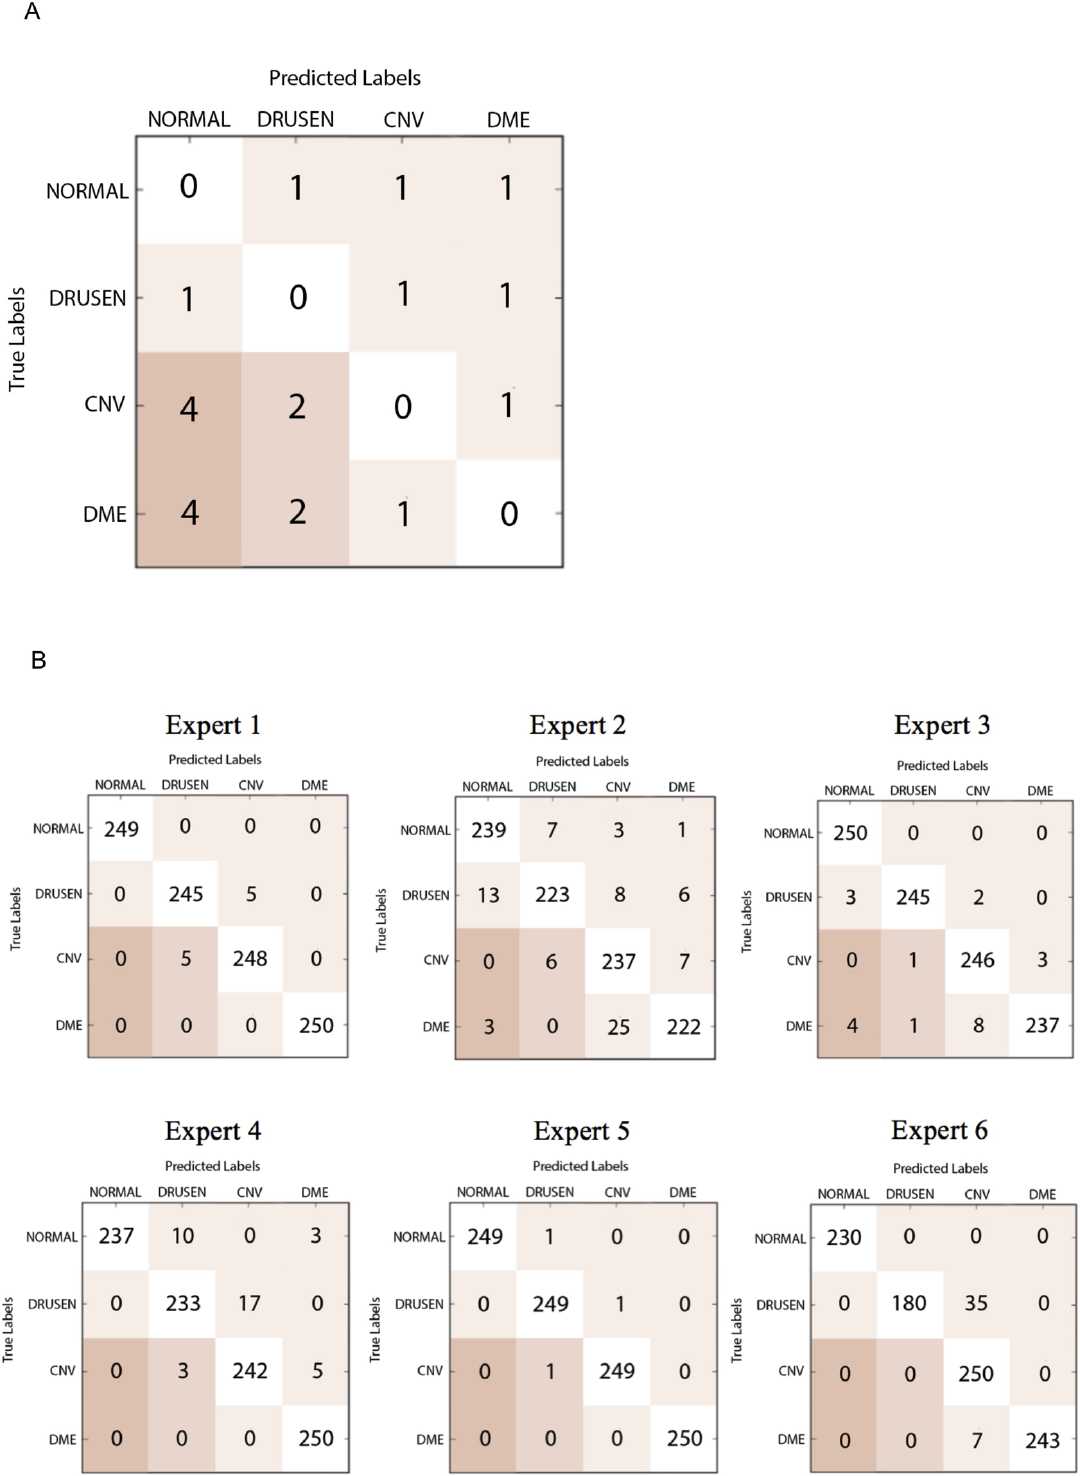 A
Predicted Labels
NORMAL DRUSEN CNV DME
True Labels
NORMAL 0 1 1 1
DRUSEN 1 0 1 1
CNV 4 2 0 1
DME 4 2 1 0
B
Expert 1
Predicted Labels
NORMAL DRUSEN CNV DME
True Labels
NORMAL 249 0 0 0
DRUSEN 0 245 5 0
CNV 0 5 248 0
DME 0 0 0 250
Expert 2
Predicted Labels
NORMAL DRUSEN CNV DME
True Labels
NORMAL 239 7 3 1
DRUSEN 13 223 8 6
CNV 0 6 237 7
DME 3 0 25 222
Expert 3
Predicted Labels
NORMAL DRUSEN CNV DME
True Labels
NORMAL 250 0 0 0
DRUSEN 3 245 2 0
CNV 0 1 246 3
DME 4 1 8 237
Expert 4
Predicted Labels
NORMAL DRUSEN CNV DME
True Labels
NORMAL 237 10 0 3
DRUSEN 0 233 17 0
CNV 0 3 242 5
DME 0 0 0 250
Expert 5
Predicted Labels
NORMAL DRUSEN CNV DME
True Labels
NORMAL 249 1 0 0
DRUSEN 0 249 1 0
CNV 0 1 249 0
DME 0 0 0 250
Expert 6
Predicted Labels
NORMAL DRUSEN CNV DME
True Labels
NORMAL 230 0 0 0
DRUSEN 0 180 35 0
CNV 0 0 250 0
DME 0 0 7 243